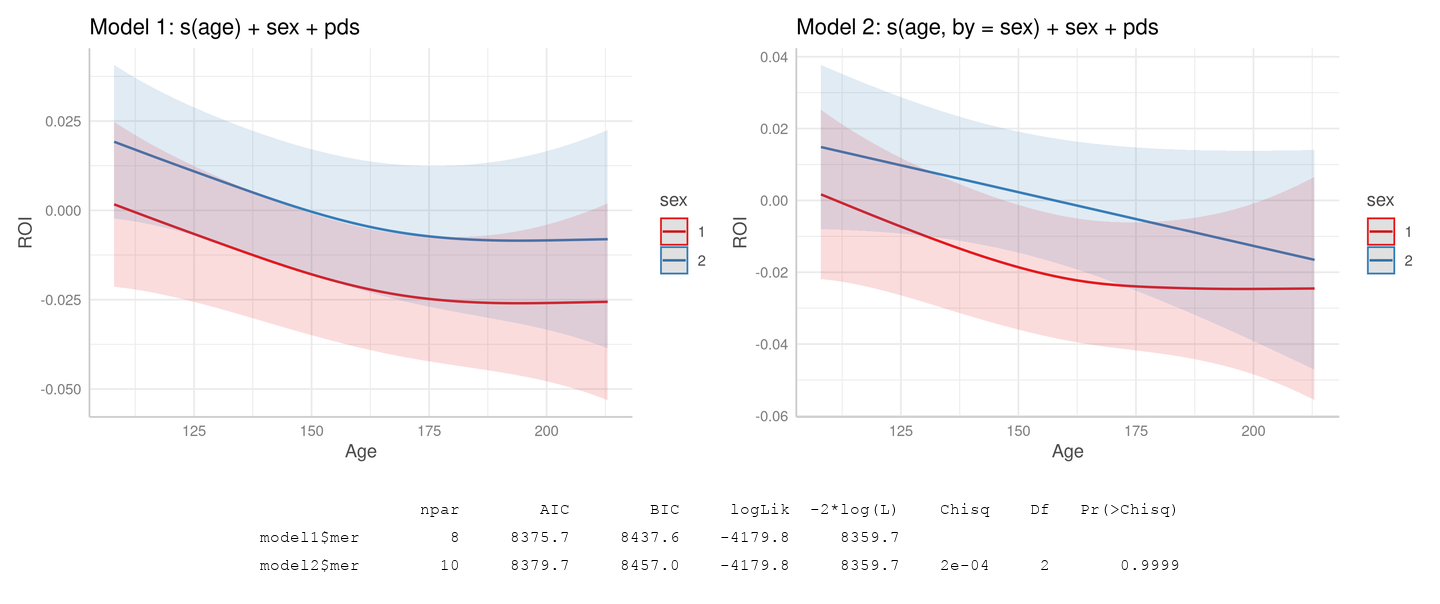 Model 1: s(age) + sex + pds
0.025
0.000
-0.025
-0.050
ROI
125 150 175 200
Age
sex
1
2
Model 2: s(age, by = sex) + sex + pds
0.04
0.02
0.00
-0.02
-0.04
-0.06
ROI
125 150 175 200
Age
sex
1
2
npar AIC BIC logLik -2*log(L) Chisq Df Pr(>Chisq)
model1$mer 8 8375.7 8437.6 -4179.8 8359.7
model2$mer 10 8379.7 8457.0 -4179.8 8359.7 2e-04 2 0.9999